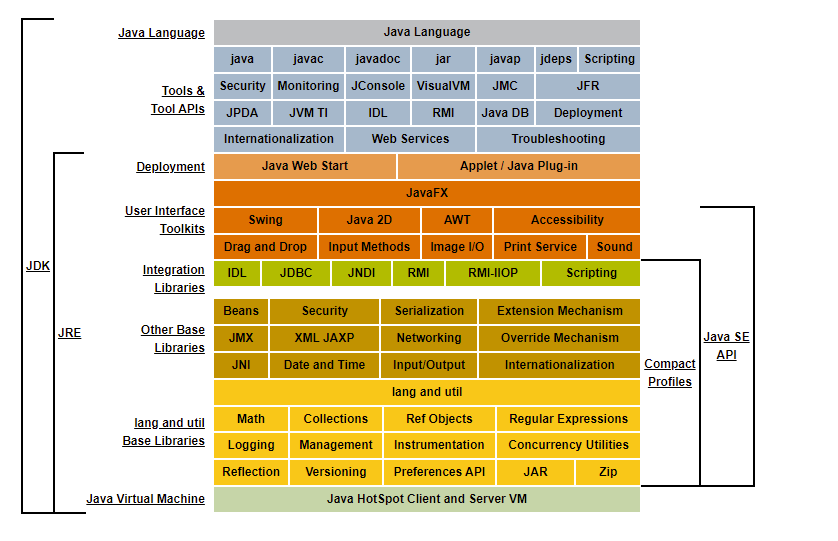 Java Language Java Language
java javac javadoc jar javap jdeps Scripting
Tools & Tool APIs
Security Monitoring JConsole VisualVM JMC JFR
JPDA JVM TI IDL RMI Java DB Deployment
Internationalization Web Services Troubleshooting
Deployment Java Web Start Applet / Java Plug-in
JavaFX
User Interface Toolkits
Swing Java 2D AWT Accessibility
Drag and Drop Input Methods Image I/O Print Service Sound
Integration Libraries
IDL JDBC JNDI RMI RMI-IIOP Scripting
JDK
JRE
Other Base Libraries
Beans Security Serialization Extension Mechanism
JMX XML JAXP Networking Override Mechanism
JNI Date and Time Input/Output Internationalization
Java SE API
Compact Profiles
lang and util
lang and util Base Libraries
Math Collections Ref Objects Regular Expressions
Logging Management Instrumentation Concurrency Utilities
Reflection Versioning Preferences API JAR Zip
Java Virtual Machine Java HotSpot Client and Server VM